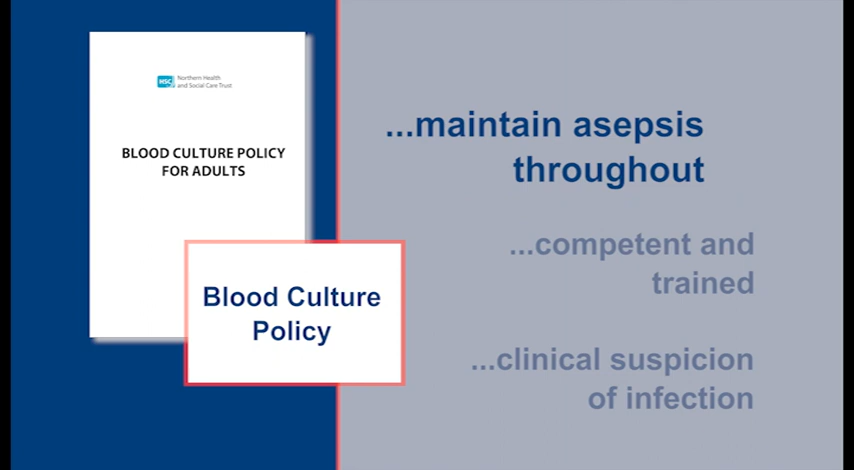 HSC Northern Health
and Social Care Trust
BLOOD CULTURE POLICY
FOR ADULTS
Blood Culture
Policy
...maintain asepsis
throughout
...competent and
trained
...clinical suspicion
of infection